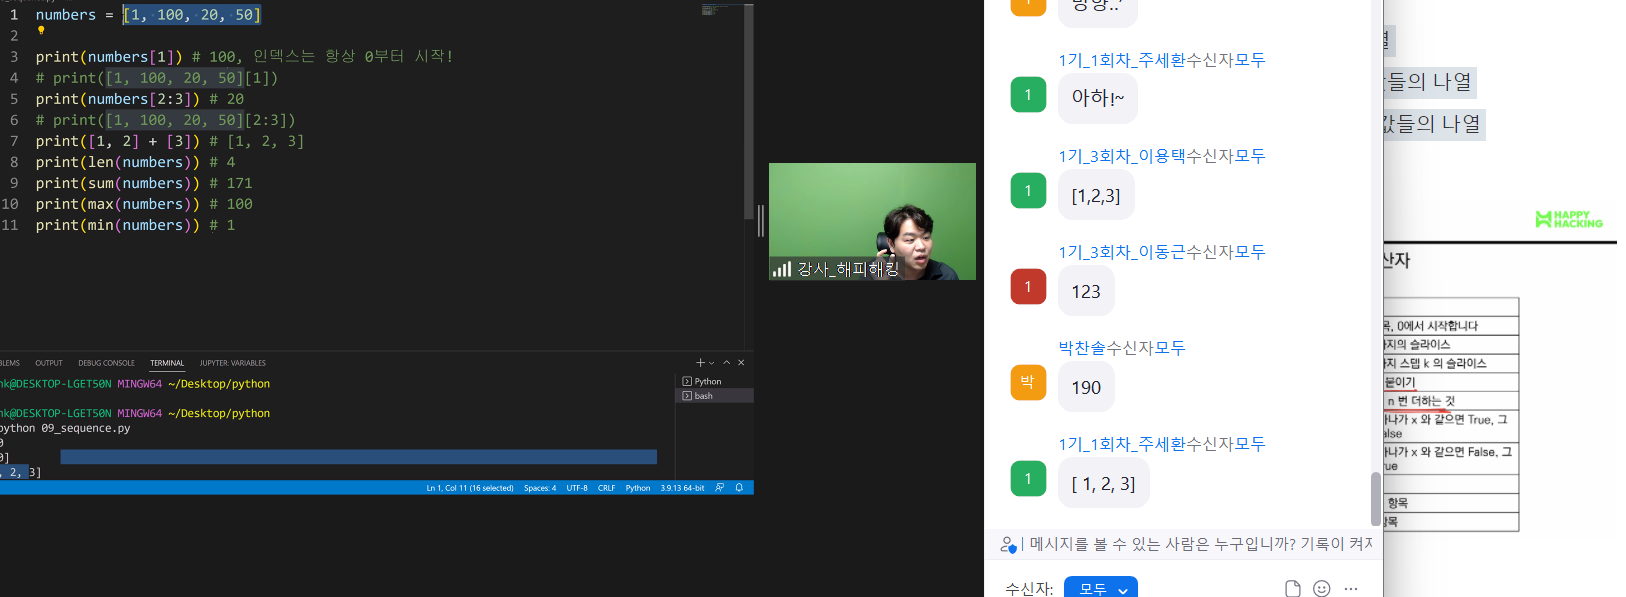 1 numbers = [1, 100, 20, 50]
2
3 print(numbers[1]) # 100, 인덱스는 항상 0부터 시작!
4 # print([1, 100, 20, 50][1])
5 print(numbers[2:3]) # 20
6 # print([1, 100, 20, 50][2:3])
7 print([1, 2] + [3]) # [1, 2, 3]
8 print(len(numbers)) # 4
9 print(sum(numbers)) # 171
10 print(max(numbers)) # 100
11 print(min(numbers)) # 1
BLEMS OUTPUT DEBUG CONSOLE TERMINAL JUPYTER: VARIABLES
nk@DESKTOP-LGET50N MINGW64 ~/Desktop/python
nk@DESKTOP-LGET50N MINGW64 ~/Desktop/python
python 09_sequence.py
0
0]
, 2, 3]
Python
bash
Ln 1, Col 11 (16 selected) Spaces: 4 UTF-8 CRLF Python 3.9.13 64-bit
강사_해피해킹
1기_1회차_주세환수신자모두
1 아하!~
1기_3회차_이용택수신자모두
1 [1,2,3]
1기_3회차_이동근수신자모두
1 123
박찬솔수신자모두
박 190
1기_1회차_주세환수신자모두
1 [ 1, 2, 3]
메시지를 볼 수 있는 사람은 누구입니까? 기록이 켜져
수신자: 모두
들의 나열
값들의 나열
HAPPY
HACKING
산자
목, 0에서 시작합니다
지의 슬라이스
지 스텝 k 의 슬라이스
붙이기
n 번 더하는 것
나가 x 와 같으면 True, 그
alse
나가 x 와 같으면 False, 그
rue
항목
항목